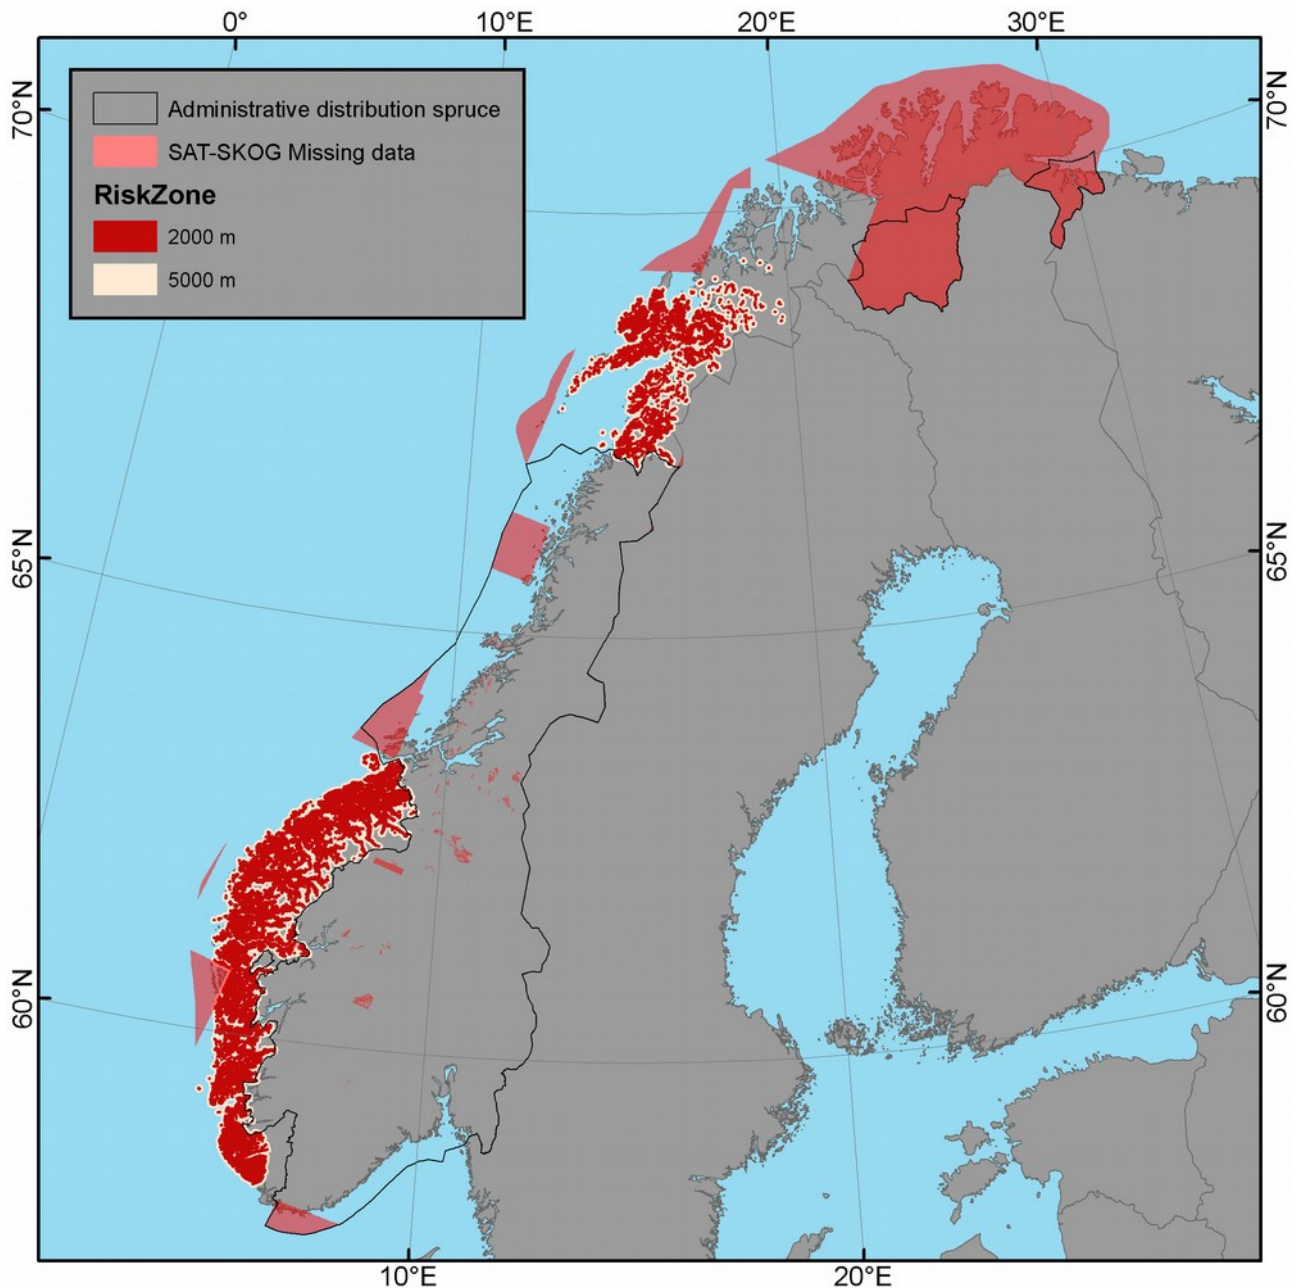 0°
10°E
20°E
30°E
70°N
70°N
Administrative distribution spruce
SAT-SKOG Missing data
RiskZone
2000 m
5000 m
65°N
65°N
60°N
60°N
10°E
20°E